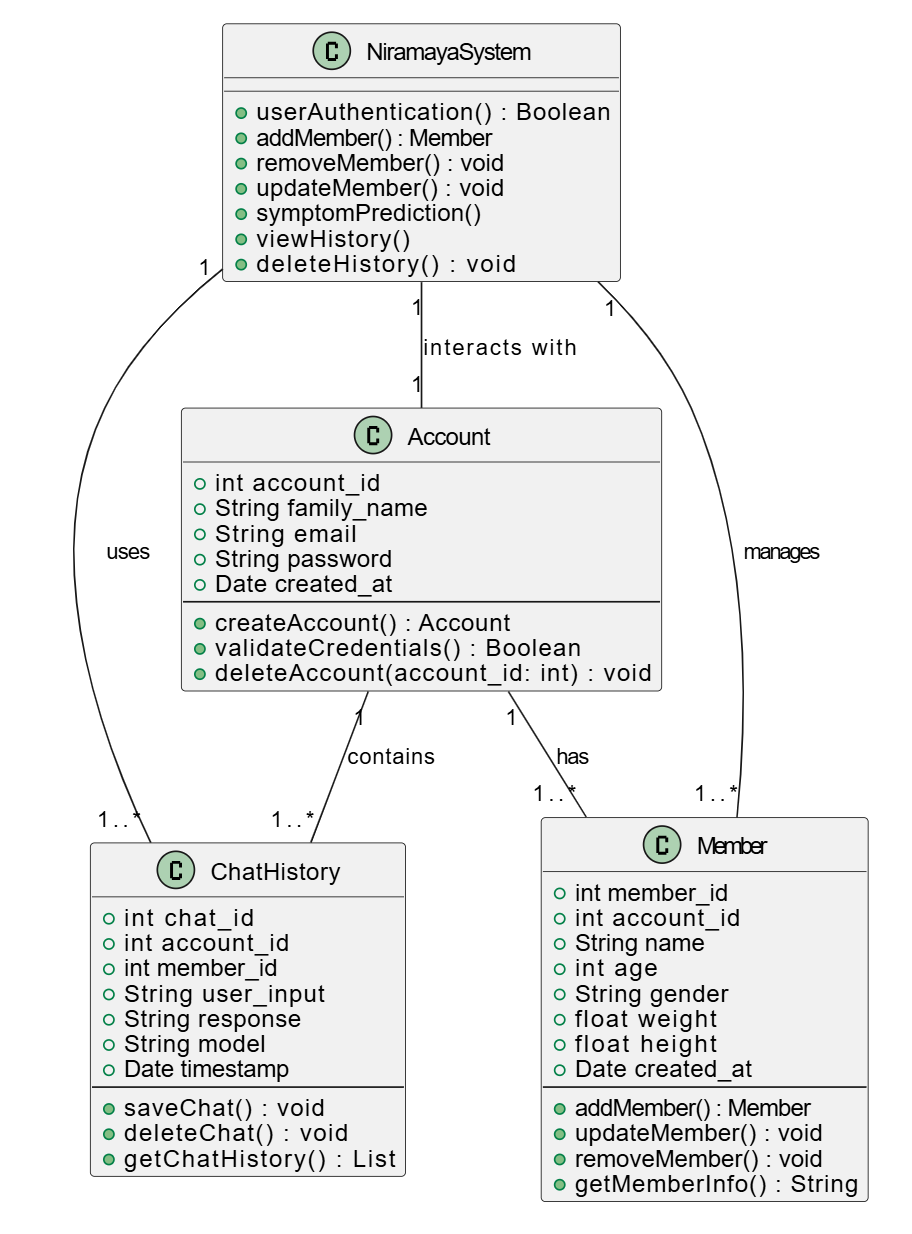 C NiramayaSystem
userAuthentication() : Boolean
addMember() : Member
removeMember() : void
updateMember() : void
symptomPrediction()
viewHistory()
deleteHistory() : void
1
1
1
interacts with
1
C Account
int account_id
String family_name
String email
String password
Date created_at
createAccount() : Account
validateCredentials() : Boolean
deleteAccount(account_id: int) : void
uses
manages
1
1
contains
has
1..*
1..*
1..*
1..*
C ChatHistory
int chat_id
int account_id
int member_id
String user_input
String response
String model
Date timestamp
saveChat() : void
deleteChat() : void
getChatHistory() : List
C Member
int member_id
int account_id
String name
int age
String gender
float weight
float height
Date created_at
addMember() : Member
updateMember() : void
removeMember() : void
getMemberInfo() : String